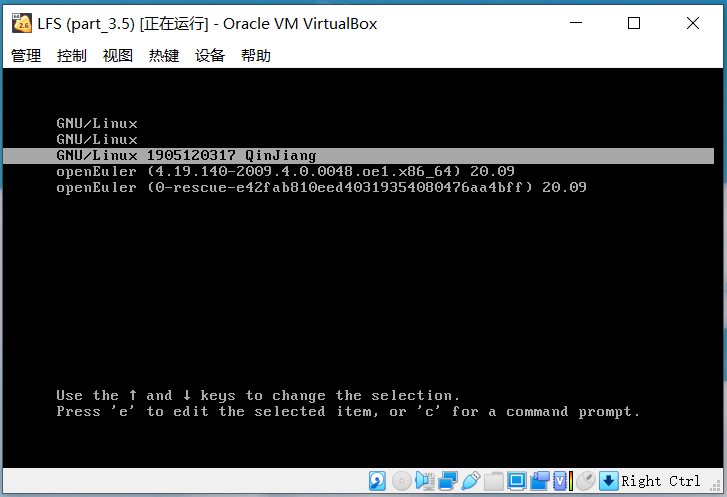 LFS (part_3.5) [正在运行] - Oracle VM VirtualBox
管理 控制 视图 热键 设备 帮助
GNU/Linux
GNU/Linux
GNU/Linux 1905120317 QinJiang
openEuler (4.19.140-2009.4.0.0048.oe1.x86_64) 20.09
openEuler (0-rescue-e42fab810eed40319354080476aa4bff) 20.09
Use the ↑ and ↓ keys to change the selection.
Press 'e' to edit the selected item, or 'c' for a command prompt.
Right Ctrl